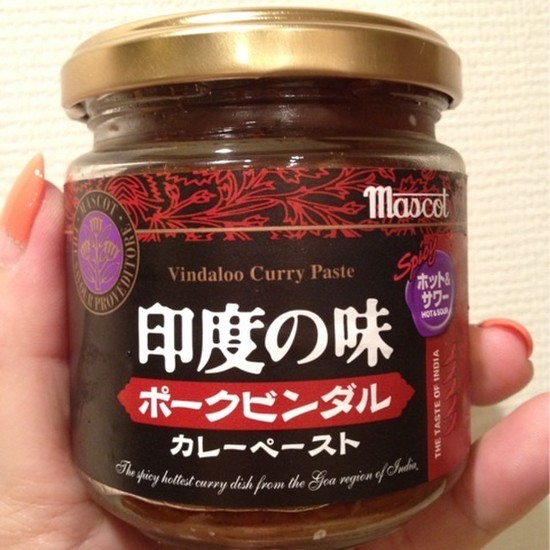 mascot
MASCOT
Vindaloo Curry Paste
Spicy
ホット&
サワー
HOT&SOUR
印度の味
ポークビンダル
カレーペースト
THE TASTE OF INDIA
The spicy hottest curry dish from the Goa region of India.